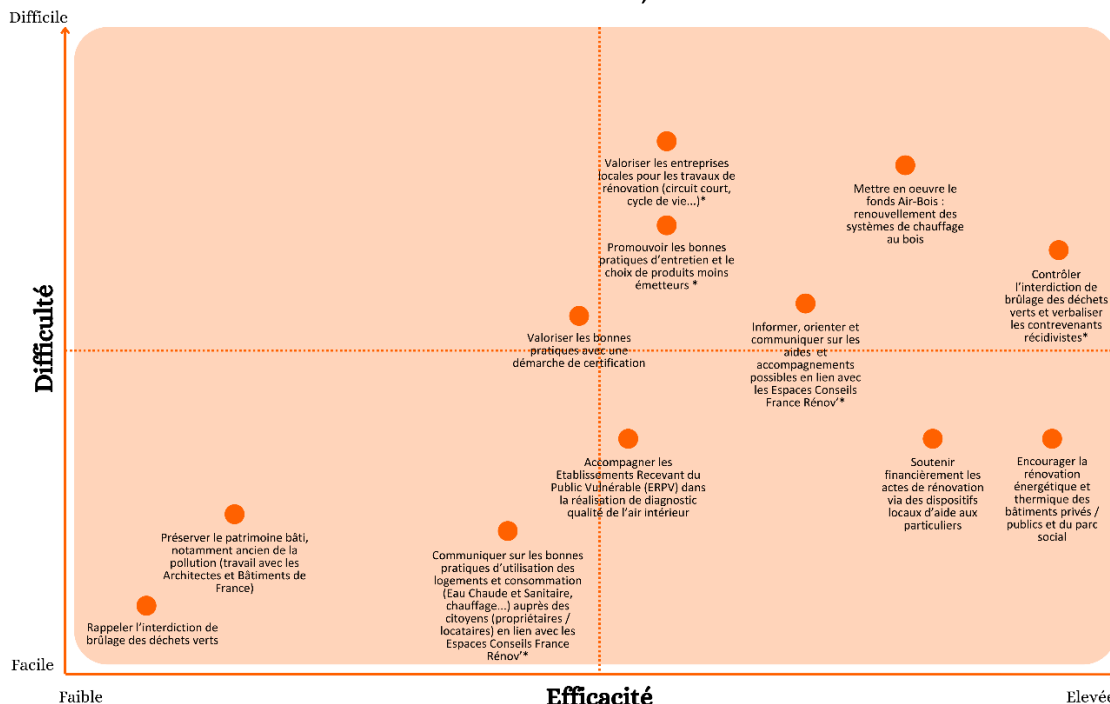 Difficile
Valoriser les entreprises
locales pour les travaux de
rénovation (circuit court,
cycle de vie...)*
Mettre en oeuvre le
fonds Air-Bois :
renouvellement des
systèmes de chauffage
au bois
Promouvoir les bonnes
pratiques d'entretien et le
choix de produits moins
émetteurs *
Contrôler
l'interdiction de
brûlage des déchets
verts et verbaliser
les contrevenants
récidivistes*
Valoriser les bonnes
pratiques avec une
démarche de certification
Informer, orienter et
communiquer sur les
aides et
accompagnements
possibles en lien avec
les Espaces Conseils
France Rénov'*
Difficulté
Accompagner les
Etablissements Recevant du
Public Vulnérable (ERPV) dans
la réalisation de diagnostic
qualité de l'air intérieur
Soutenir
financièrement les
actes de rénovation
via des dispositifs
locaux d'aide aux
particuliers
Encourager la
rénovation
énergétique et
thermique des
bâtiments privés /
publics et du parc
social
Préserver le patrimoine bâti,
notamment ancien de la
pollution (travail avec les
Architectes et Bâtiments de
France)
Communiquer sur les bonnes
pratiques d'utilisation des
logements et consommation
(Eau Chaude et Sanitaire,
chauffage...) auprès des
citoyens (propriétaires /
locataires) en lien avec les
Espaces Conseils France
Rénov'*
Rappeler l'interdiction de
brûlage des déchets verts
Facile
Faible
Efficacité
Elevée